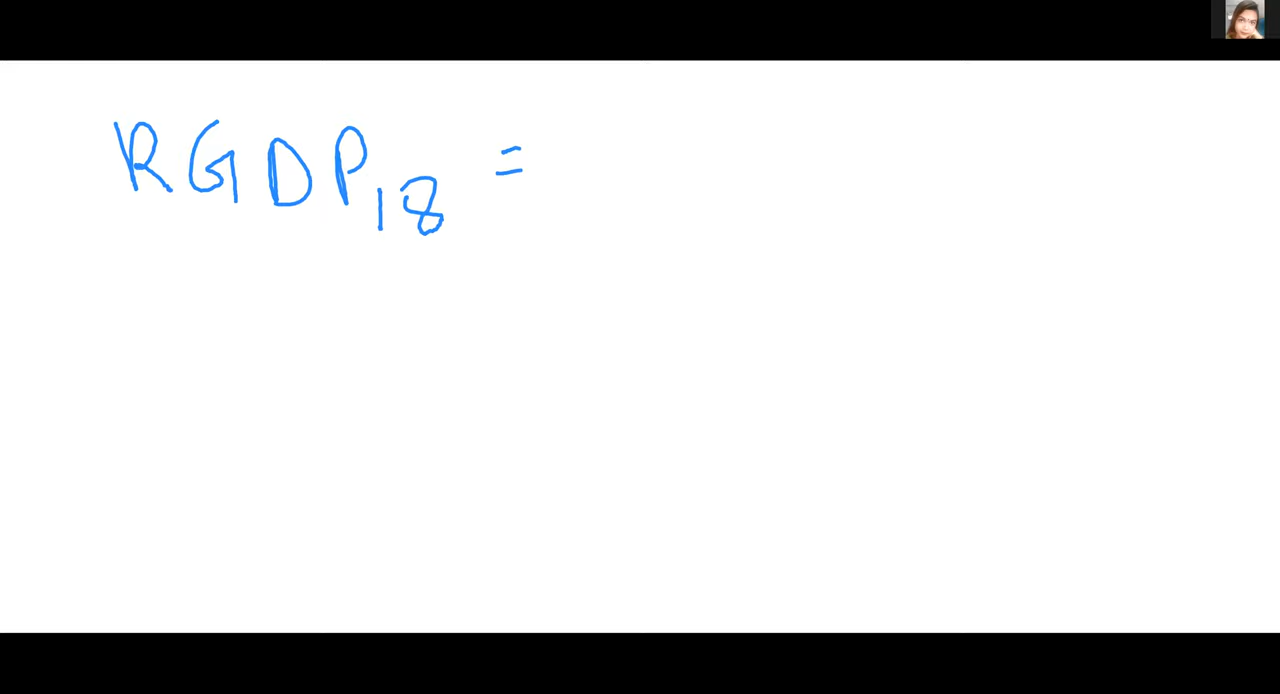 RGDP₁₈ =